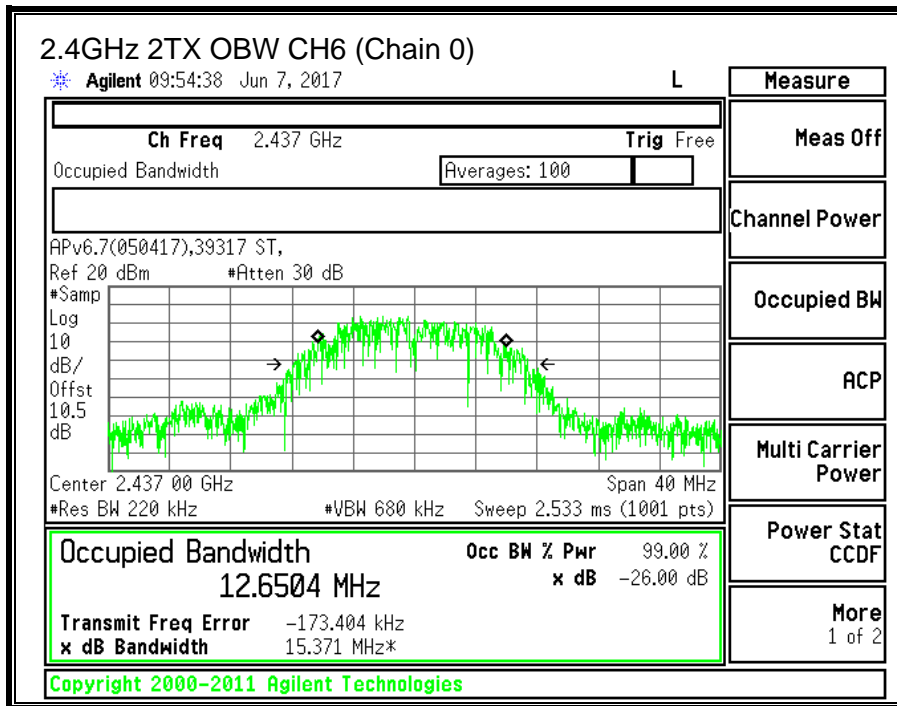 2.4GHz 2TX OBW CH6 (Chain 0)
Agilent 09:54:38 Jun 7, 2017 L
Measure
Ch Freq 2.437 GHz Trig Free
Meas Off
Occupied Bandwidth Averages: 100
Channel Power
APv6.7(050417),39317 ST,
Ref 20 dBm #Atten 30 dB
#Samp
Log
10
dB/
Offst
10.5
dB
Occupied BW
ACP
Multi Carrier
Power
Center 2.437 00 GHz Span 40 MHz
#Res BW 220 kHz #VBW 680 kHz Sweep 2.533 ms (1001 pts)
Power Stat
CCDF
Occupied Bandwidth Occ BW % Pwr 99.00 %
12.6504 MHz x dB -26.00 dB
Transmit Freq Error -173.404 kHz
x dB Bandwidth 15.371 MHz*
More
1 of 2
Copyright 2000-2011 Agilent Technologies